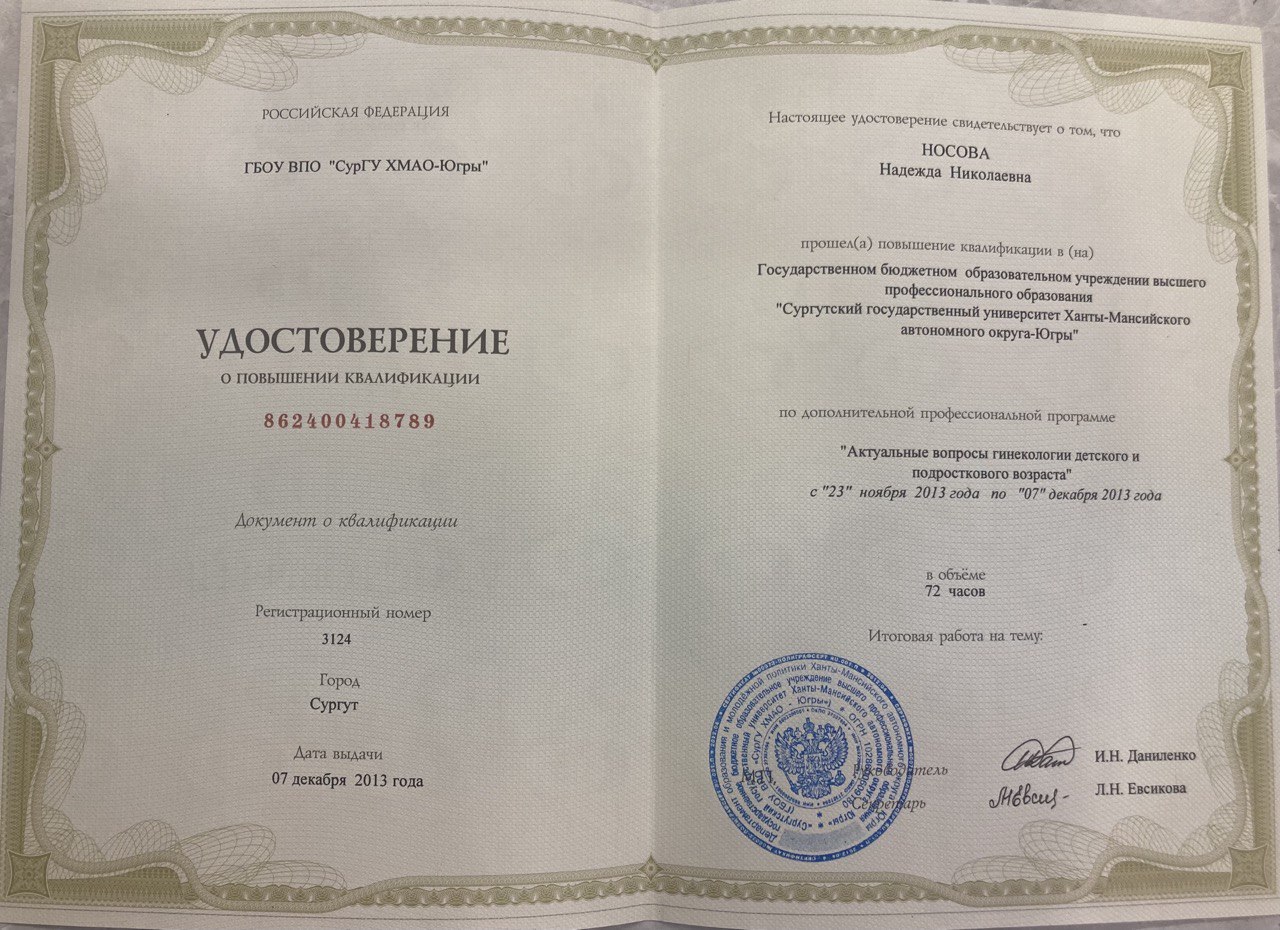 РОССИЙСКАЯ ФЕДЕРАЦИЯ
ГБОУ ВПО "СурГУ ХМАО-Югры"
УДОСТОВЕРЕНИЕ
О ПОВЫШЕНИИ КВАЛИФИКАЦИИ
862400418789
Документ о квалификации
Регистрационный номер
3124
Город
Сургут
Дата выдачи
07 декабря 2013 года
Настоящее удостоверение свидетельствует о том, что
НОСОВА
Надежда Николаевна
прошел(а) повышение квалификации в (на)
Государственном бюджетном образовательном учреждении высшего
профессионального образования
"Сургутский государственный университет Ханты-Мансийского
автономного округа-Югры"
по дополнительной профессиональной программе
"Актуальные вопросы гинекологии детского и
подросткового возраста"
с "23" ноября 2013 года по "07" декабря 2013 года
в объёме
72 часов
Итоговая работа на тему:
-
Руководитель
И.Н. Даниленко
Секретарь
Л.Н. Евсикова